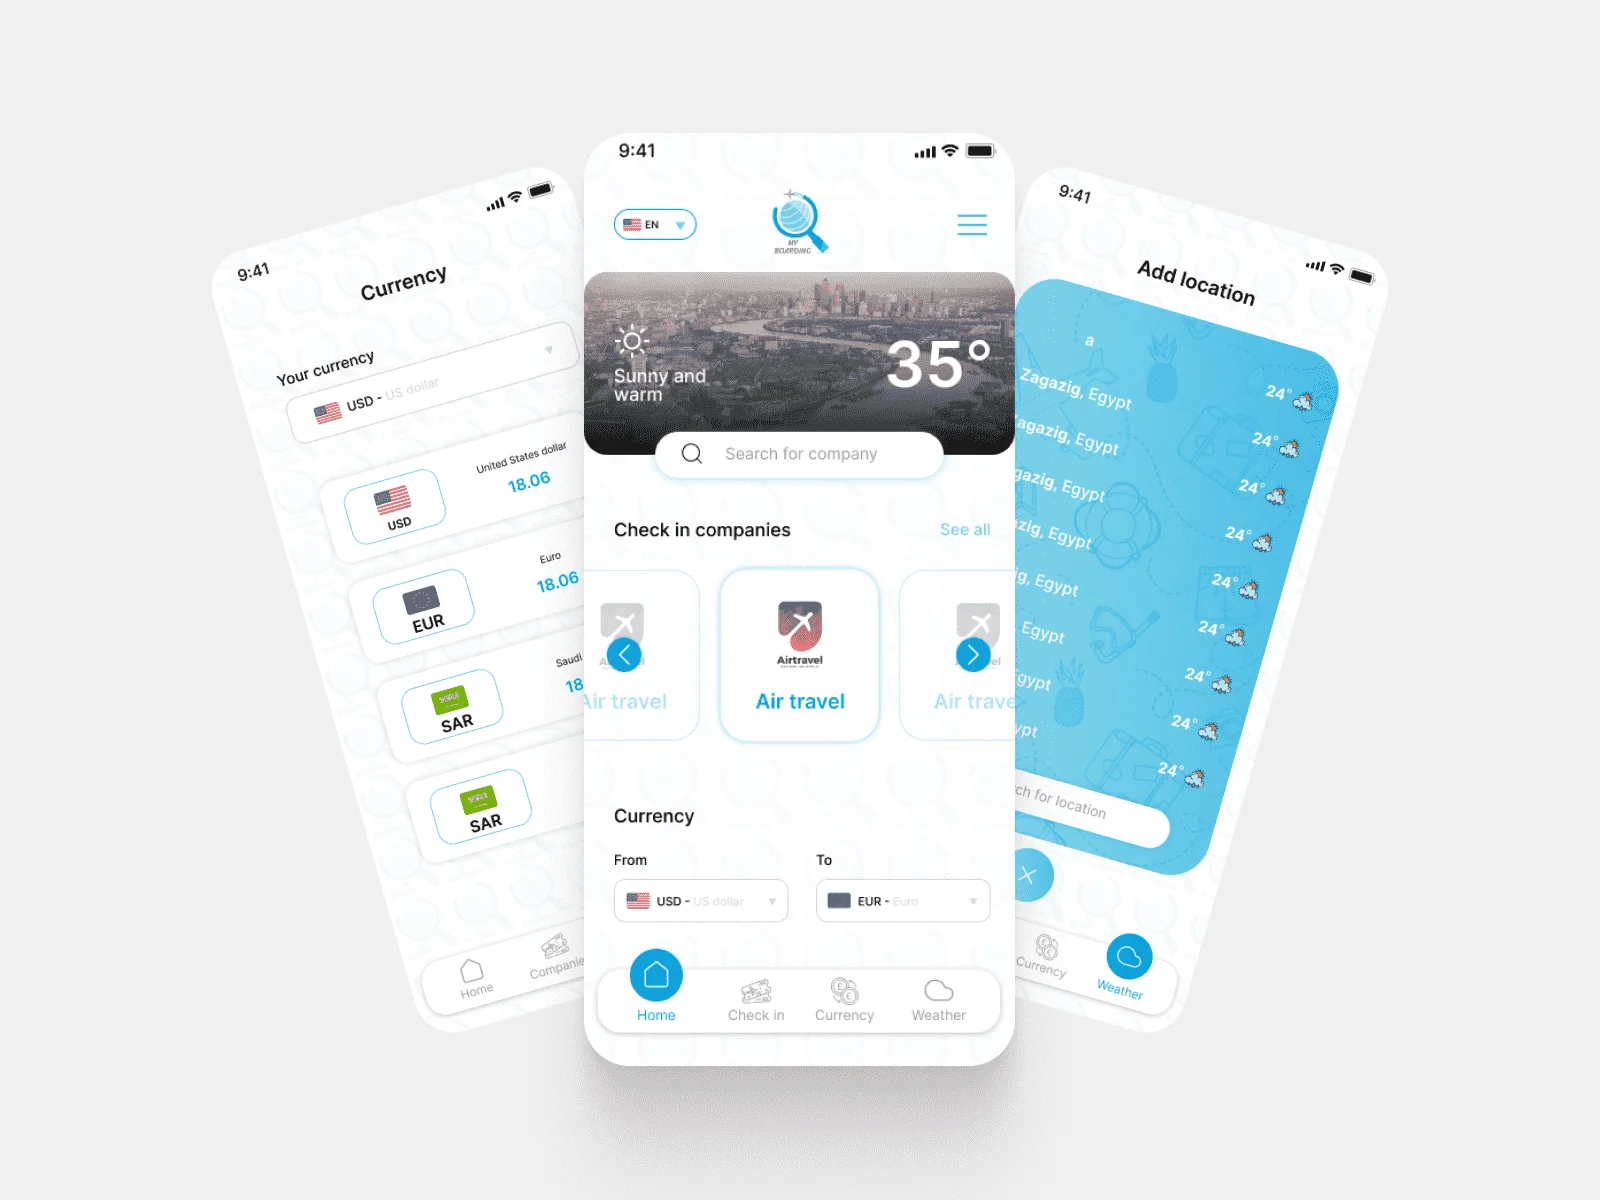 9:41
Currency
Your currency
USD - US dollar
United States dollar
18.06
USD
Euro
18.06
EUR
Saudi
18
SAR
SAR
Home
Companie
9:41
EN
MY
BOARDING
35°
Sunny and
warm
Search for company
Check in companies
See all
Airtravel
Air travel
Air travel
Air trave
Currency
From
To
USD - US dollar
EUR - Euro
Home
Check in
Currency
Weather
9:41
Add location
a
Zagazig, Egypt
24°
agazig, Egypt
24°
gazig, Egypt
24°
zig, Egypt
24°
ig, Egypt
24°
Egypt
24°
gypt
24°
ypt
24°
24°
ch for location
Currency
Weather